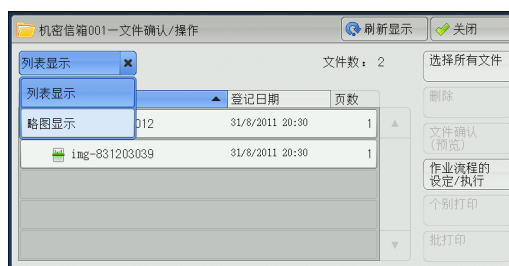 机密信箱001—文件确认/操作
刷新显示
关闭
列表显示
文件数： 2
选择所有文件
列表显示
登记日期
页数
删除
略图显示
012
31/8/2011 20:30
1
文件确认
(预览)
img-831203039
31/8/2011 20:30
1
作业流程的
设定/执行
个别打印
批打印